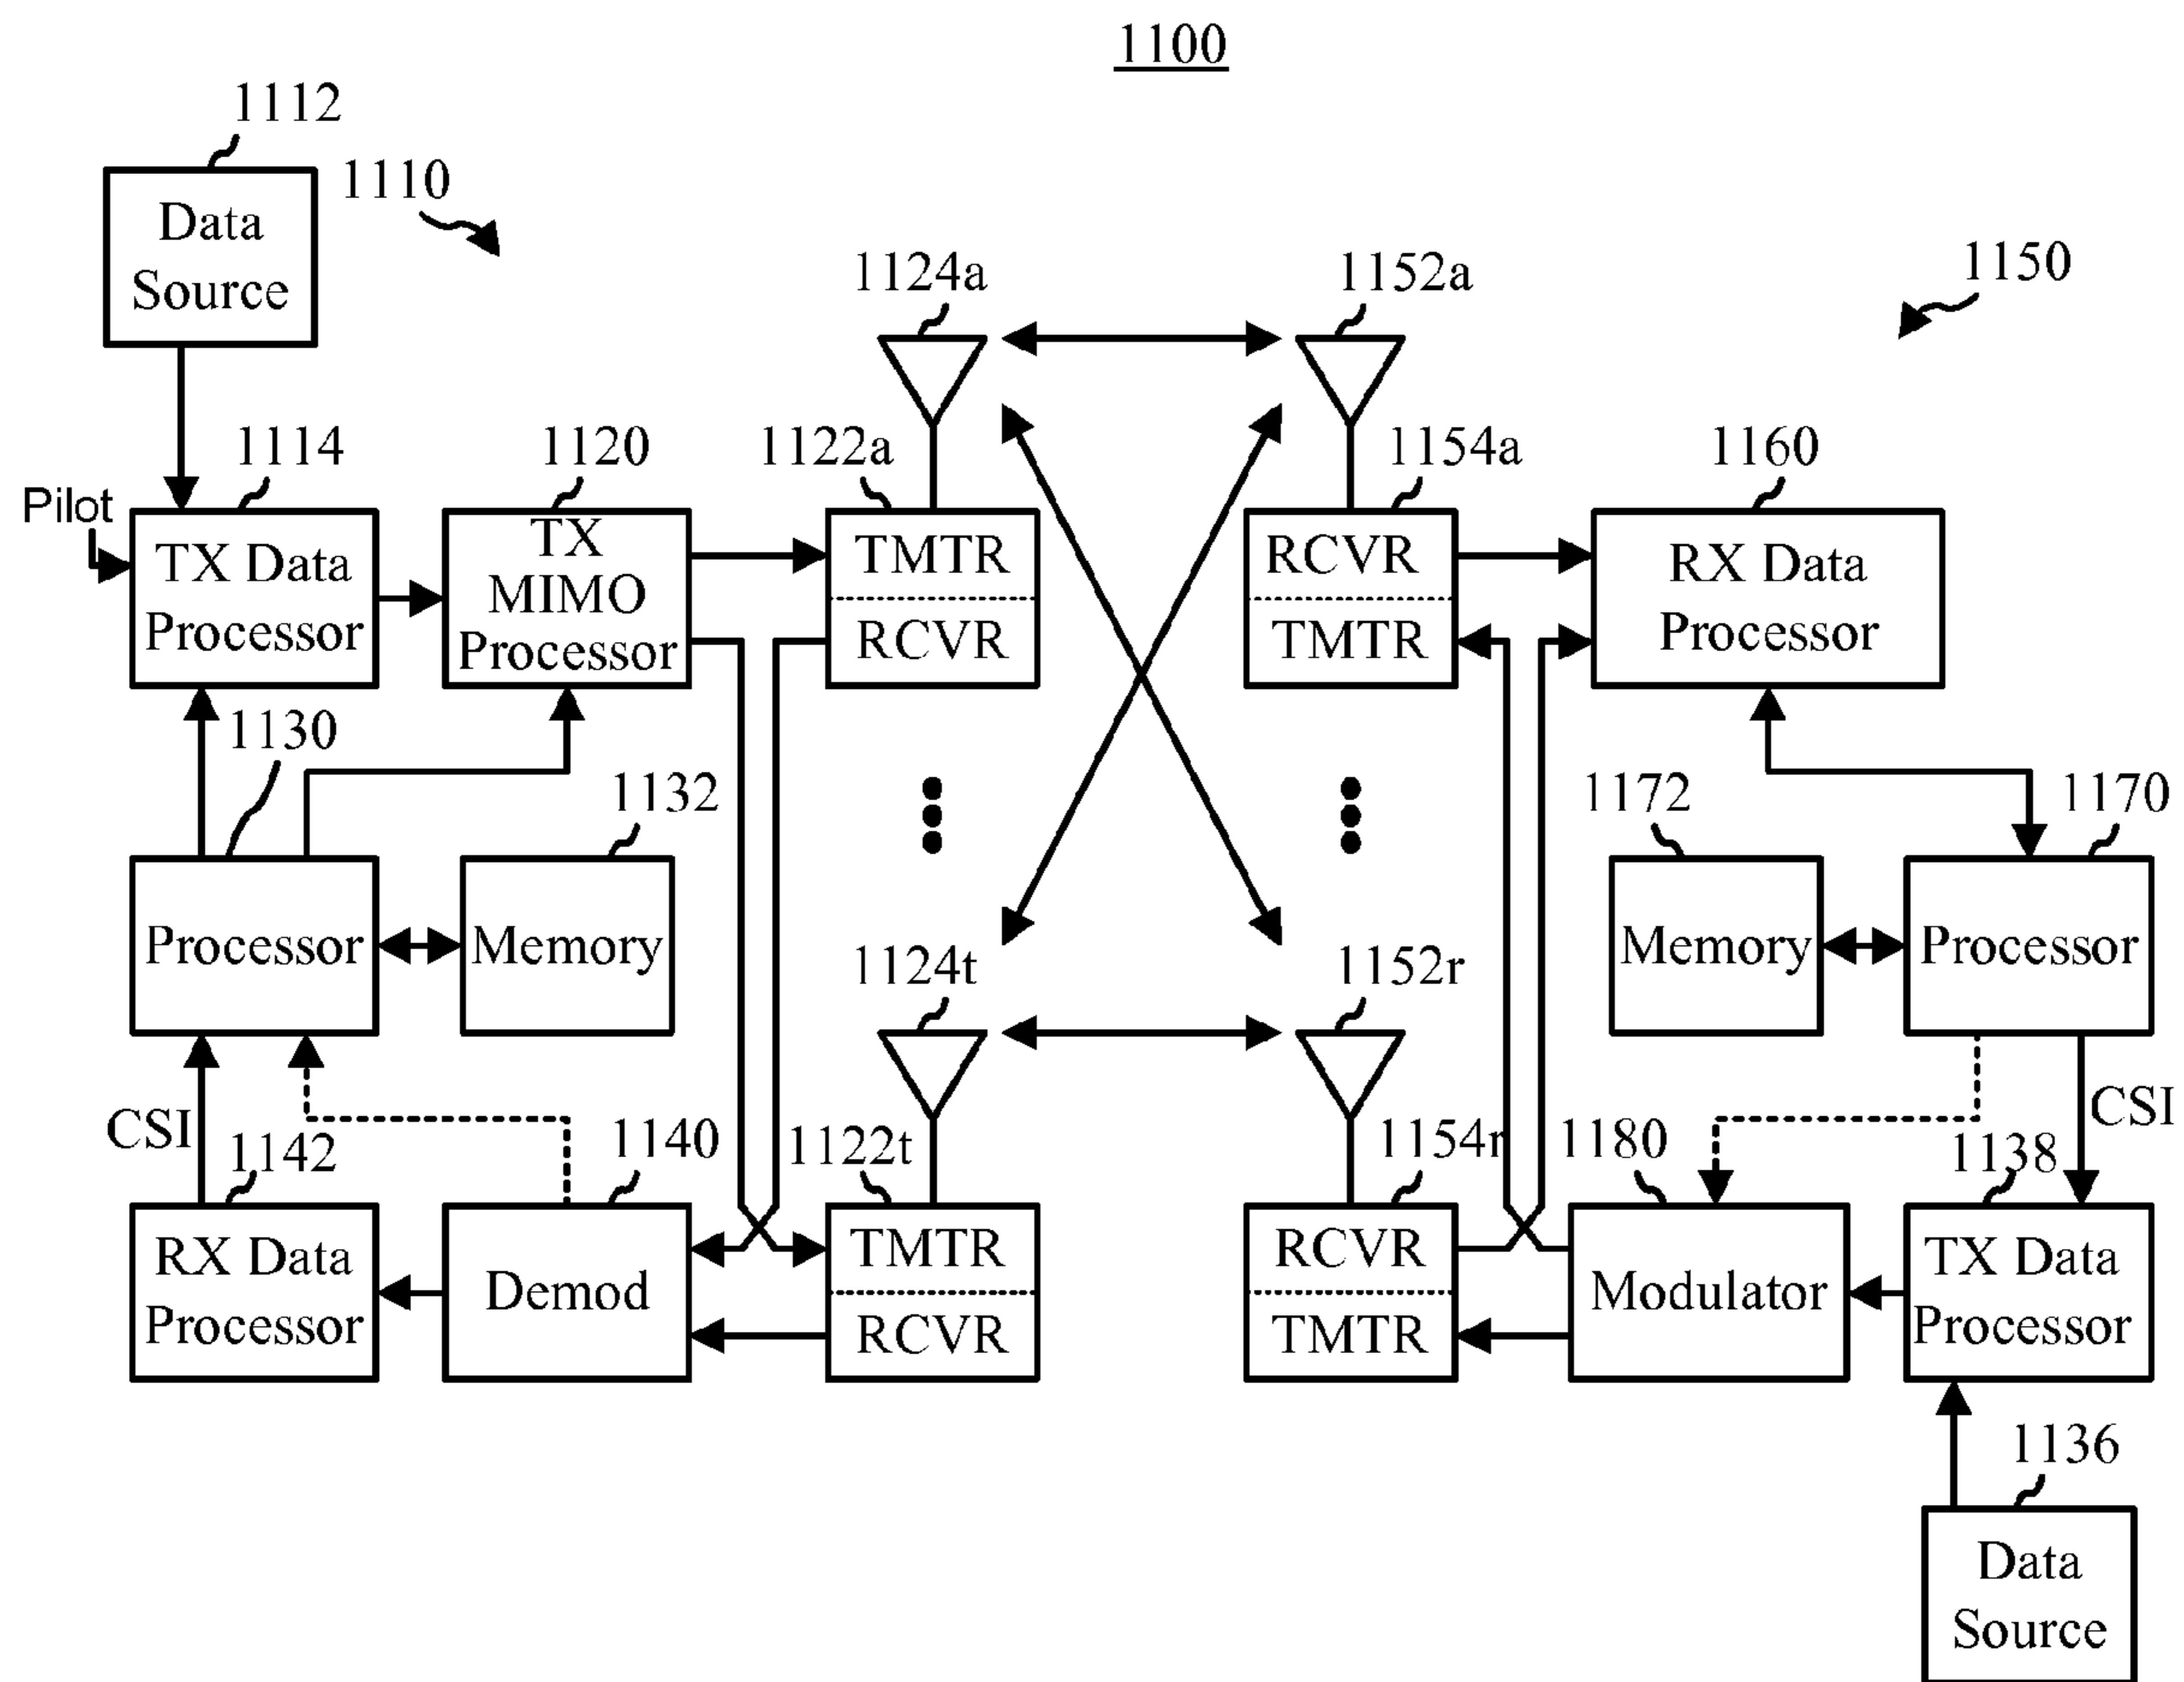 1100
1112
Data
Source
1110
1124a
1152a
1150
Pilot
1114
1120
1122a
1154a
1160
TX Data
Processor
TX
MIMO
Processor
TMTR
RCVR
RCVR
TMTR
RX Data
Processor
1130
1132
1172
1170
Processor
Memory
Memory
Processor
1124t
1152r
CSI
CSI
1142
1140
1122t
1154r
1180
1138
RX Data
Processor
Demod
TMTR
RCVR
RCVR
TMTR
Modulator
TX Data
Processor
1136
Data
Source